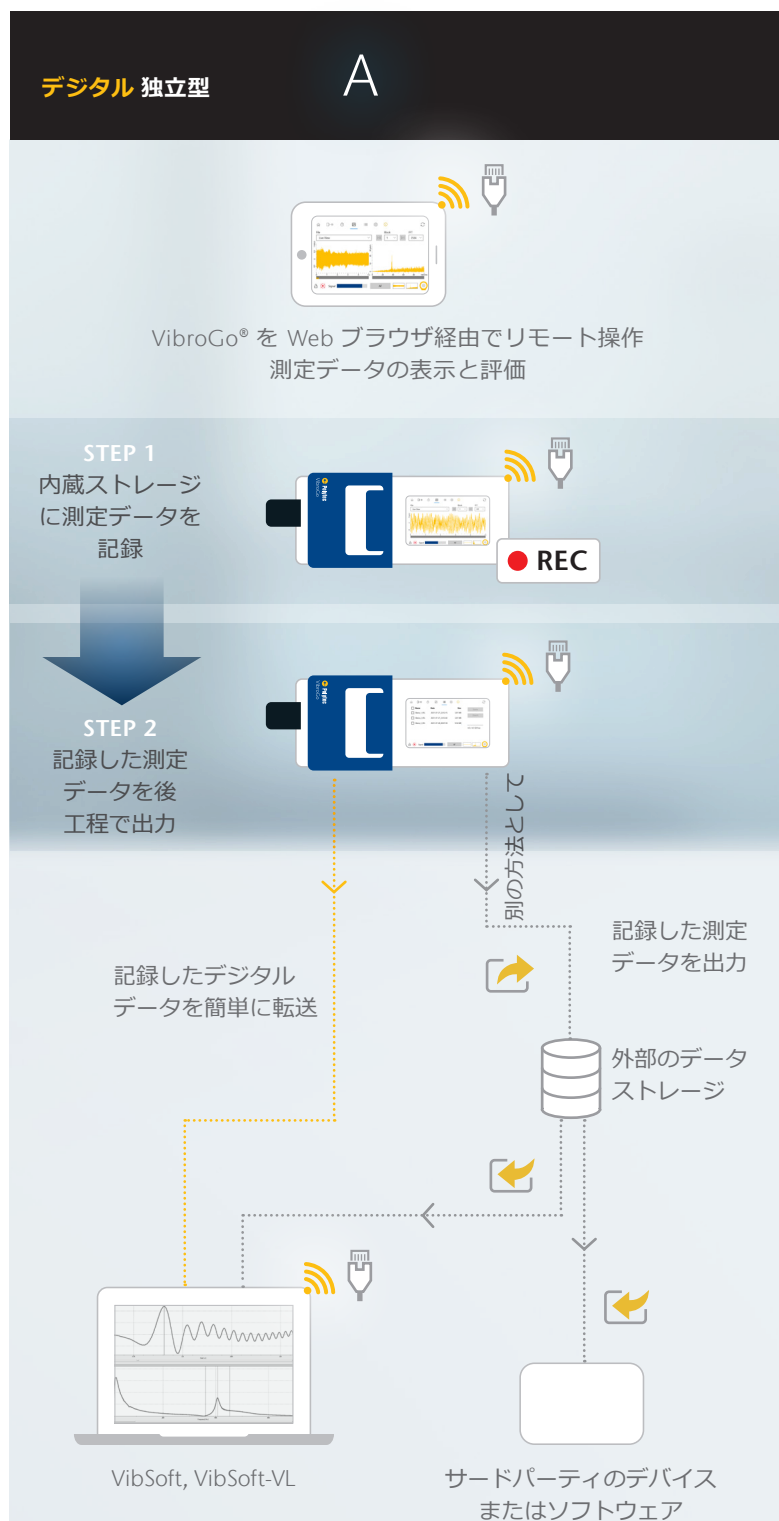 デジタル 独立型
A
VibroGo® を Web ブラウザ経由でリモート操作
測定データの表示と評価
STEP 1
内蔵ストレージ
に測定データを
記録
Polytec
VibroGo
REC
STEP 2
記録した測定
データを後
工程で出力
Polytec
VibroGo
別の方法として
記録した測定
データを出力
記録したデジタル
データを簡単に転送
外部のデータ
ストレージ
VibSoft, VibSoft-VL
サードパーティのデバイス
またはソフトウェア